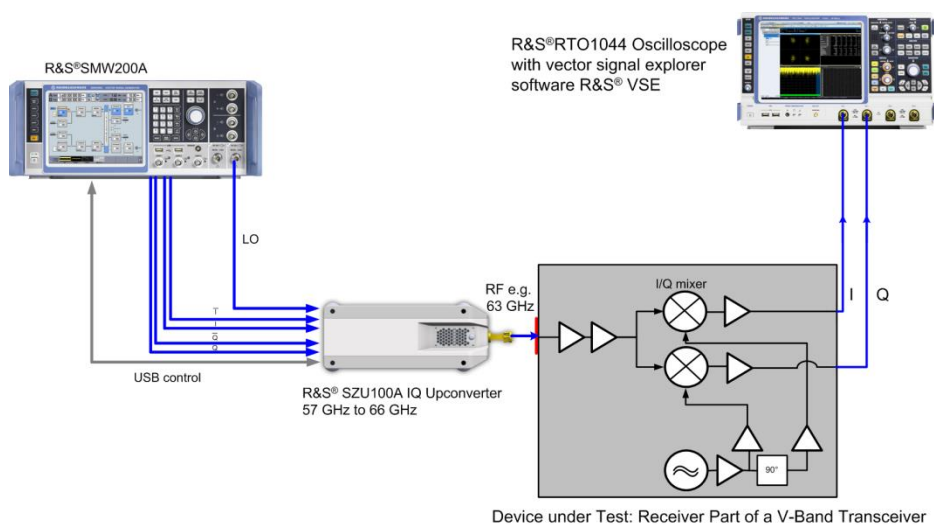 R&S®RTO1044 Oscilloscope
with vector signal explorer
software R&S® VSE
R&S®SMW200A
LO
I
I
Q
Q
USB control
RF e.g.
63 GHz
R&S® SZU100A IQ Upconverter
57 GHz to 66 GHz
I/Q mixer
I
Q
90°
Device under Test: Receiver Part of a V-Band Transceiver